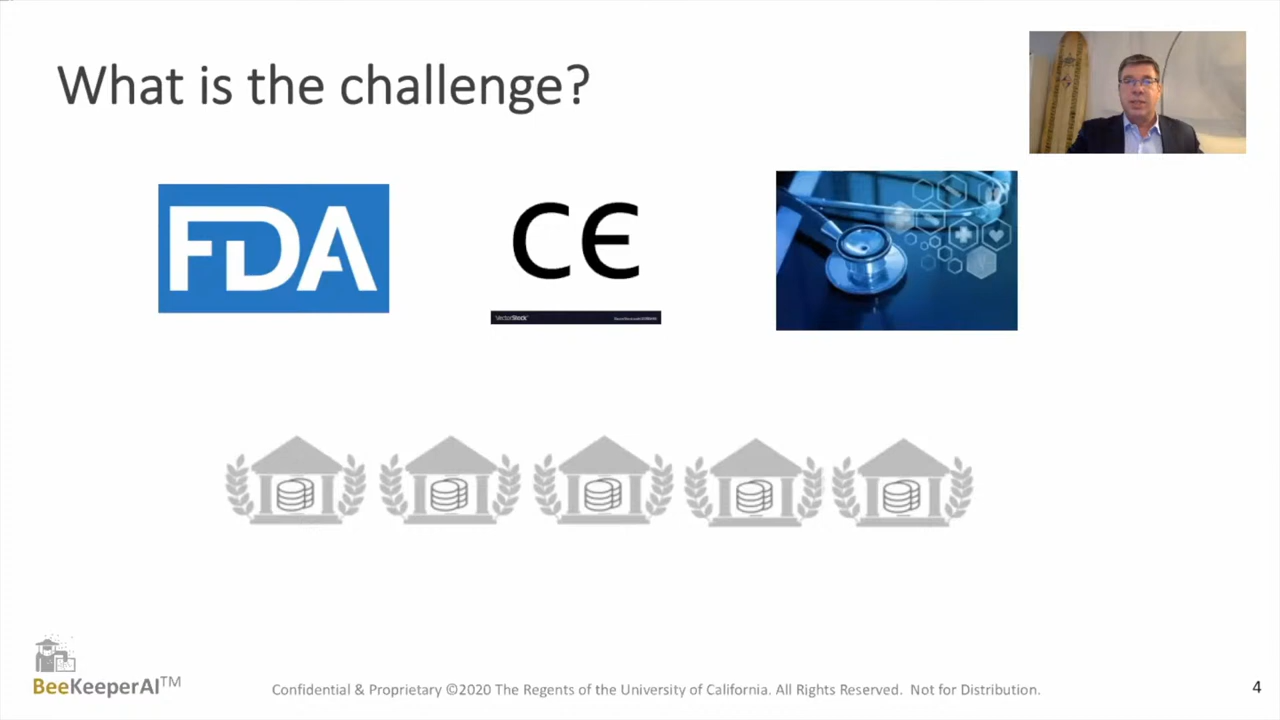 What is the challenge?
FDA
CE
VectorStock
BeeKeeperAI™
Confidential & Proprietary ©2020 The Regents of the University of California. All Rights Reserved. Not for Distribution.
4